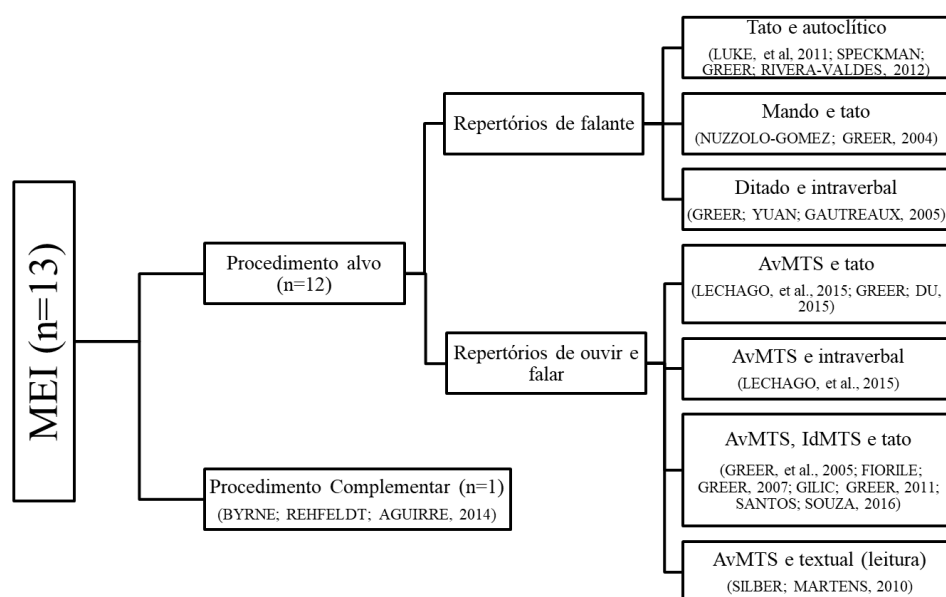 MEI (n=13)
Procedimento alvo
(n=12)
Procedimento Complementar (n=1)
(BYRNE; REHFELDT; AGUIRRE, 2014)
Repertórios de falante
Repertórios de ouvir e
falar
Tato e autoclítico
(LUKE, et al, 2011; SPECKMAN;
GREER; RIVERA-VALDES, 2012)
Mando e tato
(NUZZOLO-GOMEZ; GREER, 2004)
Ditado e intraverbal
(GREER; YUAN; GAUTREAUX, 2005)
AvMTS e tato
(LECHAGO, et al., 2015; GREER; DU,
2015)
AvMTS e intraverbal
(LECHAGO, et al., 2015)
AvMTS, IdMTS e tato
(GREER, et al., 2005; FIORILE;
GREER, 2007; GILIC; GREER, 2011;
SANTOS; SOUZA, 2016)
AvMTS e textual (leitura)
(SILBER; MARTENS, 2010)